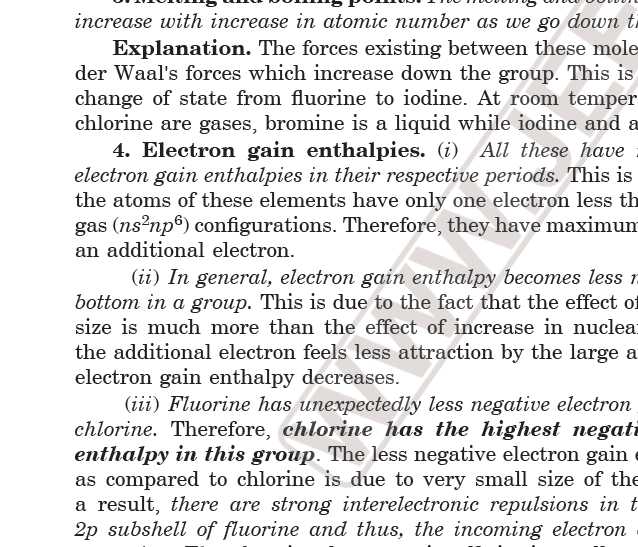 increase with increase in atomic number as we go down
Explanation. The forces existing between these
der Waal's forces which increase down the group. This is
change of state from fluorine to iodine. At room
chlorine are gases, bromine is a liquid while iodine and
4. Electron gain enthalpies. (i) All these have
electron gain enthalpies in their respective periods. This is
the atoms of these elements have only one electron less
gas (ns²np⁶) configurations. Therefore, they have maximum
an additional electron.
(ii) In general, electron gain enthalpy becomes less
bottom in a group. This is due to the fact that the effect of
size is much more than the effect of increase in
the additional electron feels less attraction by the large
electron gain enthalpy decreases.
(iii) Fluorine has unexpectedly less negative electron
chlorine. Therefore, chlorine has the highest
enthalpy in this group. The less negative electron gain
as compared to chlorine is due to very small size of the
a result, there are strong interelectronic repulsions in
2p subshell of fluorine and thus, the incoming electron